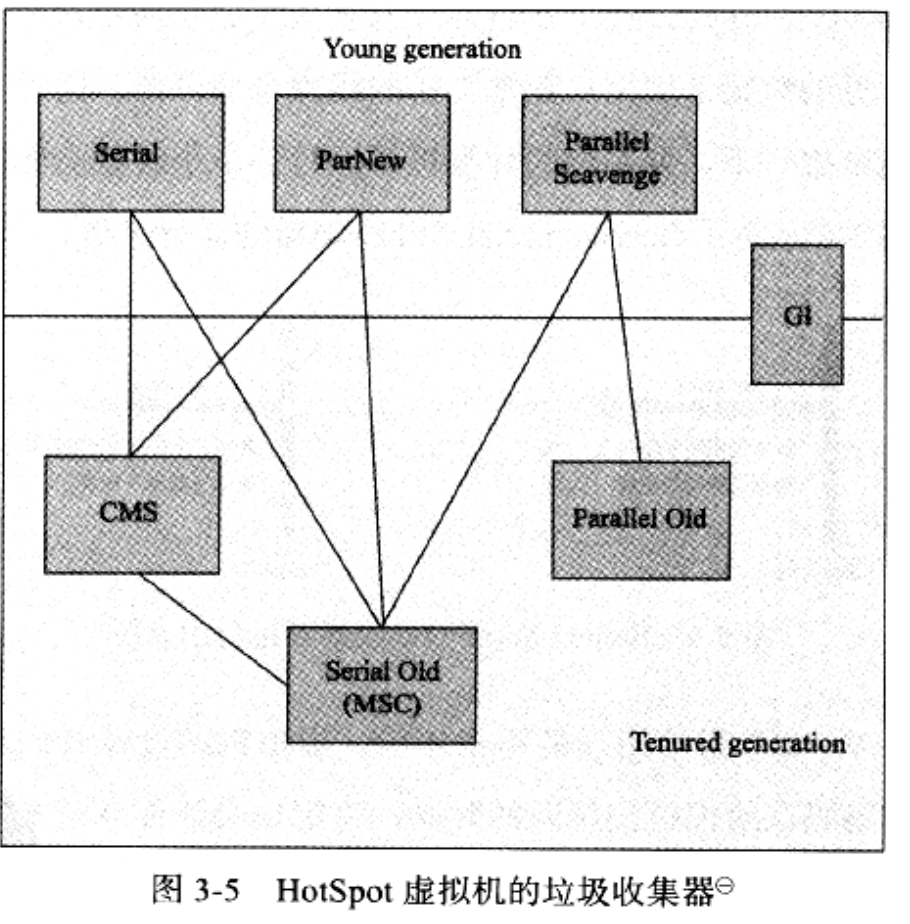 Young generation
Serial
ParNew
Parallel
Scavenge
G1
CMS
Parallel Old
Serial Old
(MSC)
Tenured generation
图 3-5 HotSpot 虚拟机的垃圾收集器㊀